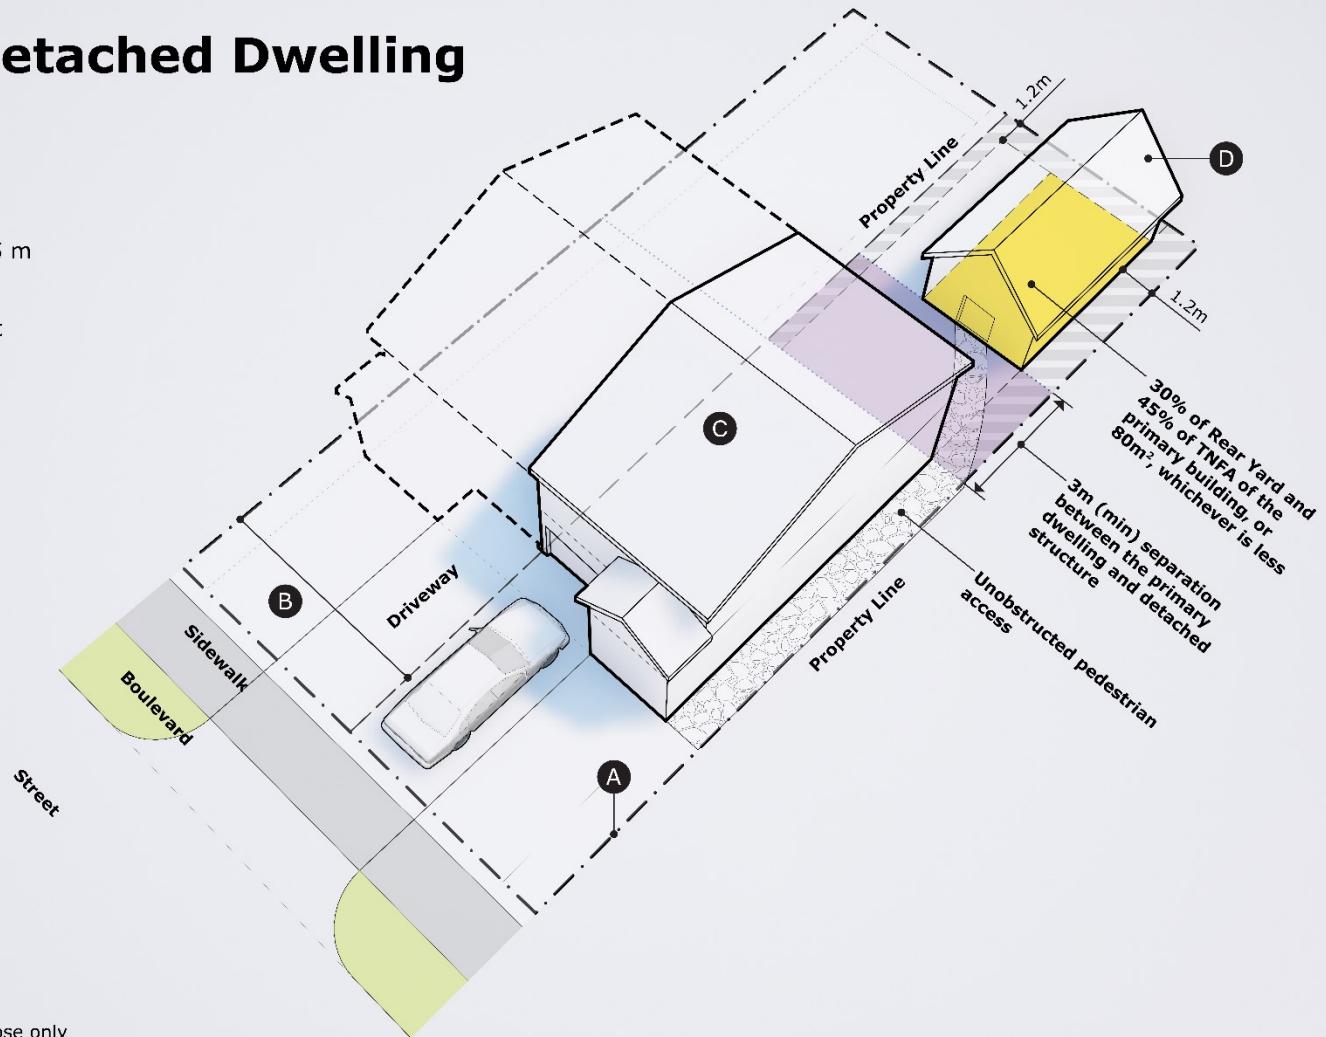 etached Dwelling
m
1.2m
Property Line
D
1.2m
30% of Rear Yard and
45% of TNFA of the
primary building, or
80m², whichever is less
C
3m (min) separation
between the primary
dwelling and detached
structure
B
Driveway
Unobstructed pedestrian
access
Property Line
Sidewalk
Boulevard
A
Street
ose only